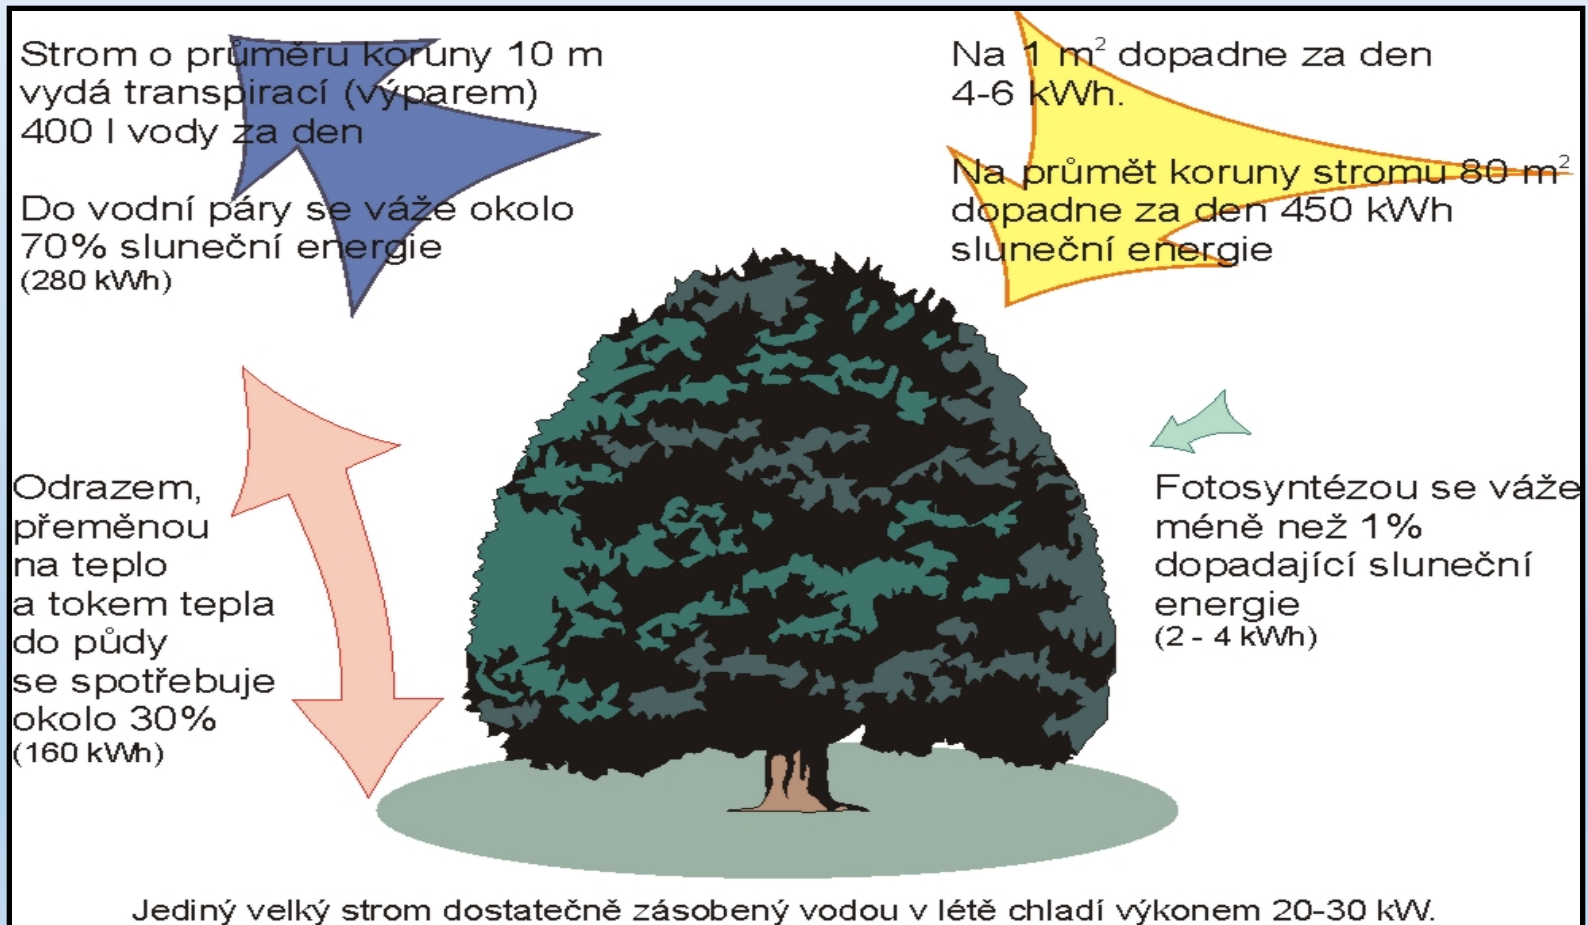 Strom o průměru koruny 10 m
vydá transpirací (výparem)
400 l vody za den
Do vodní páry se váže okolo
70% sluneční energie
(280 kWh)
Na 1 m² dopadne za den
4-6 kWh.
Na průmět koruny stromu 80 m²
dopadne za den 450 kWh
sluneční energie
Odrazem,
přeměnou
na teplo
a tokem tepla
do půdy
se spotřebuje
okolo 30%
(160 kWh)
Fotosyntézou se váže
méně než 1%
dopadající sluneční
energie
(2 - 4 kWh)
Jediný velký strom dostatečně zásobený vodou v létě chladí výkonem 20-30 kW.